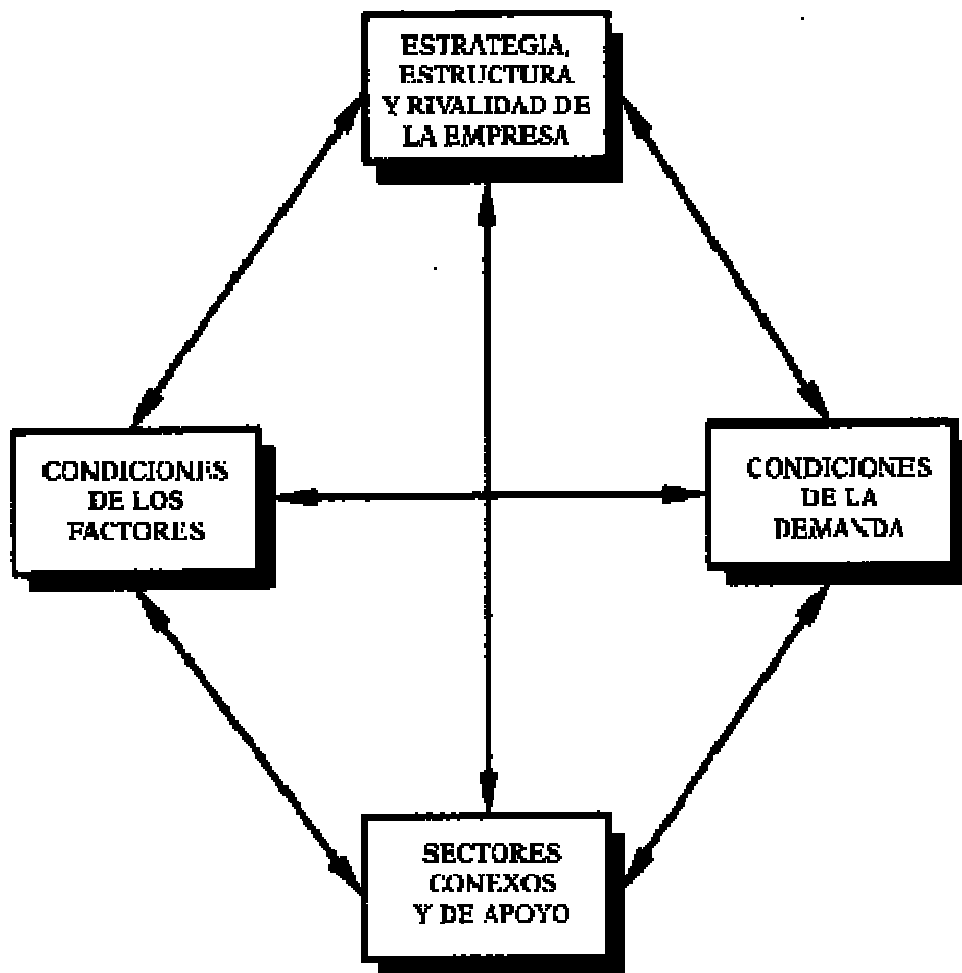 ESTRATEGIA,
ESTRUCTURA
Y RIVALIDAD DE
LA EMPRESA
CONDICIONES
DE LOS
FACTORES
CONDICIONES
DE LA
DEMANDA
SECTORES
CONEXOS
Y DE APOYO